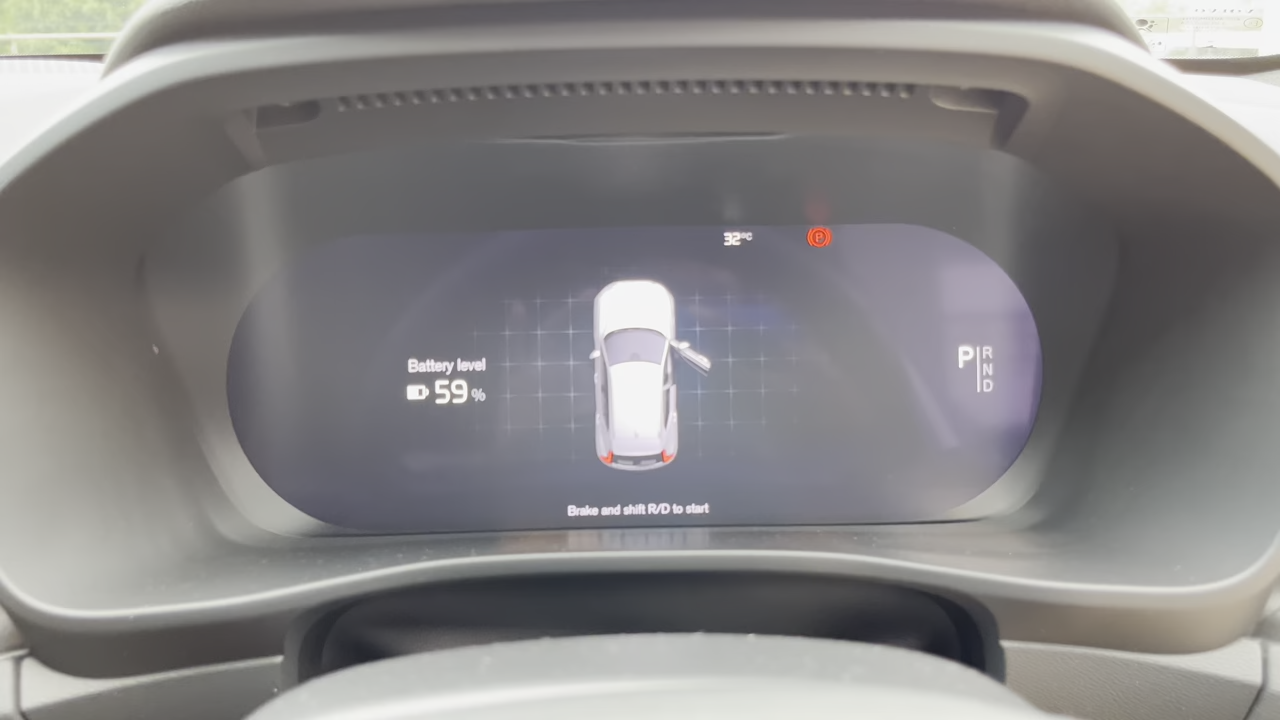 32°C
P
Battery level
59 %
P R
N
D
Brake and shift R/D to start